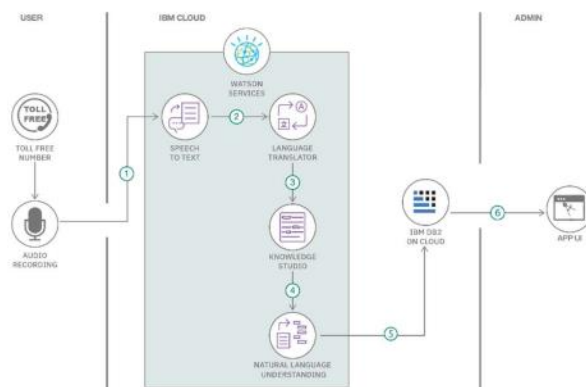 USER
IBM CLOUD
ADMIN
WATSON
SERVICES
TOLL
FREE
TOLL FREE
NUMBER
AUDIO
RECORDING
1
SPEECH
TO TEXT
2
A
LANGUAGE
TRANSLATOR
3
KNOWLEDGE
STUDIO
4
NATURAL LANGUAGE
UNDERSTANDING
5
IBM DB2
ON CLOUD
6
APP UI